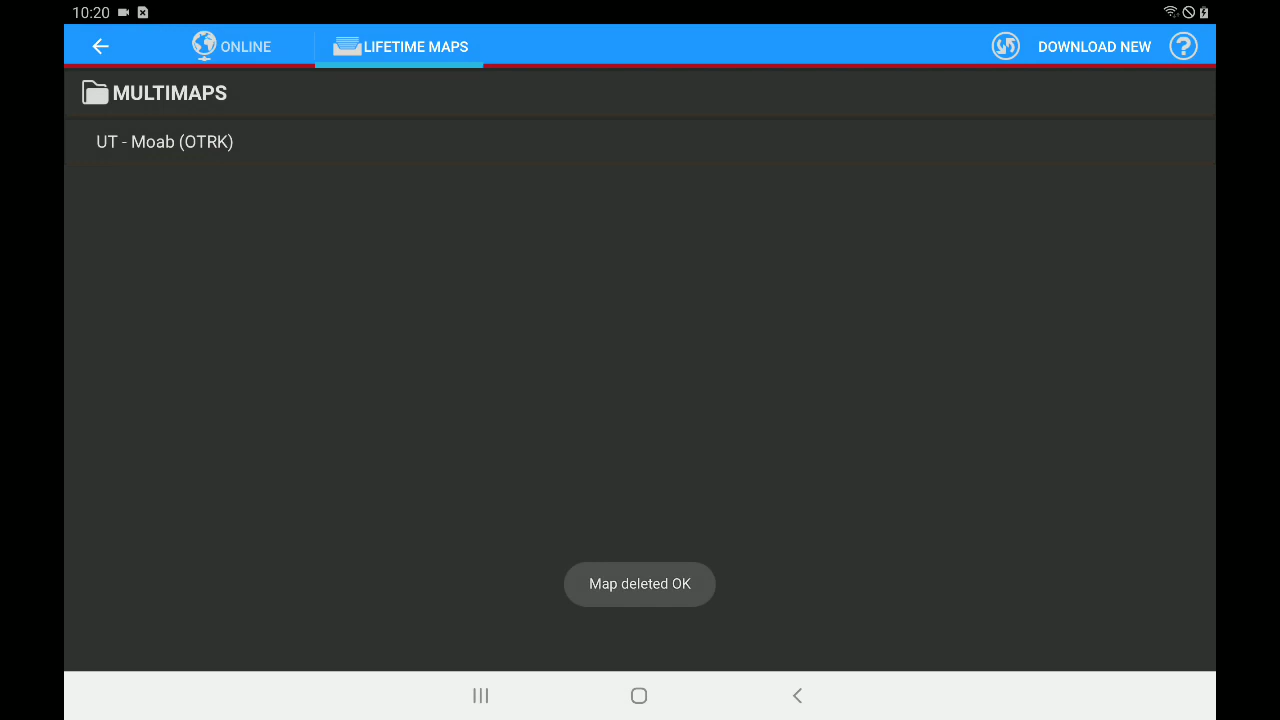 10:20
ONLINE
LIFETIME MAPS
DOWNLOAD NEW
?
MULTIMAPS
UT - Moab (OTRK)
Map deleted OK